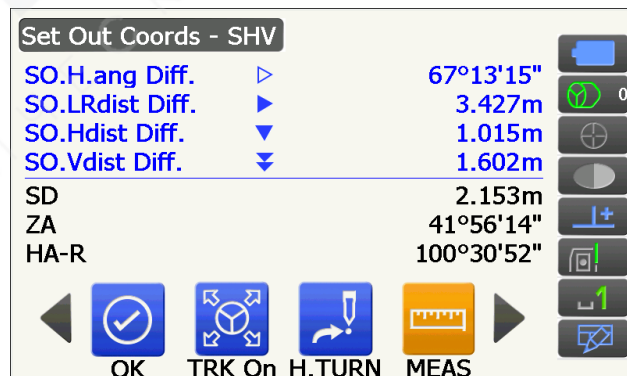 Set Out Coords - SHV
SO.H.ang Diff. ▷ 67°13'15"
SO.LRdist Diff. ▶ 3.427m
SO.Hdist Diff. ▼ 1.015m
SO.Vdist Diff. 1.602m
SD 2.153m
ZA 41°56'14"
HA-R 100°30'52"
0
1
OK TRK On H.TURN MEAS